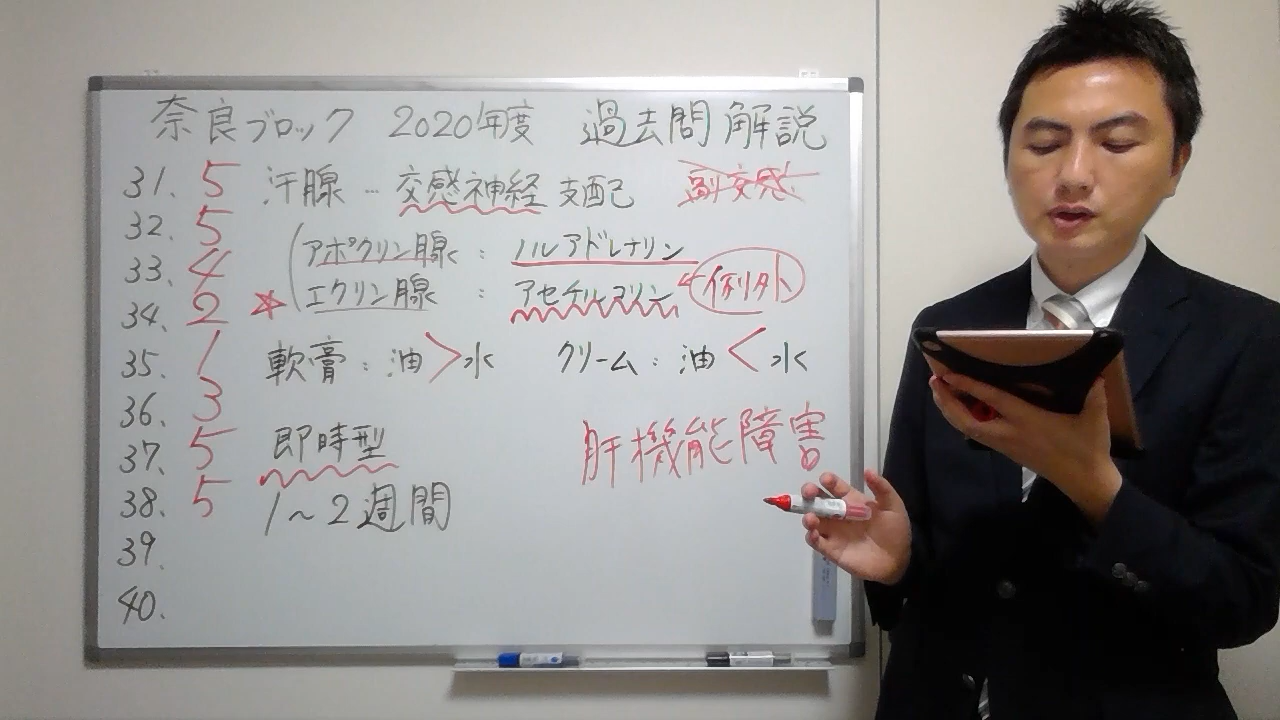 奈良ブロック 2020年度 過去問解説
31. 5 汗腺 … 交感神経支配 副交感
32. 5
アポクリン腺 : ノルアドレナリン
33. 4
エクリン腺 : アセチルコリン ← 例外
34. 2
35. 1 軟膏 : 油 > 水 クリーム : 油 < 水
36. 3
37. 5 即時型 肝機能障害
38. 5 1~2週間
39.
40.